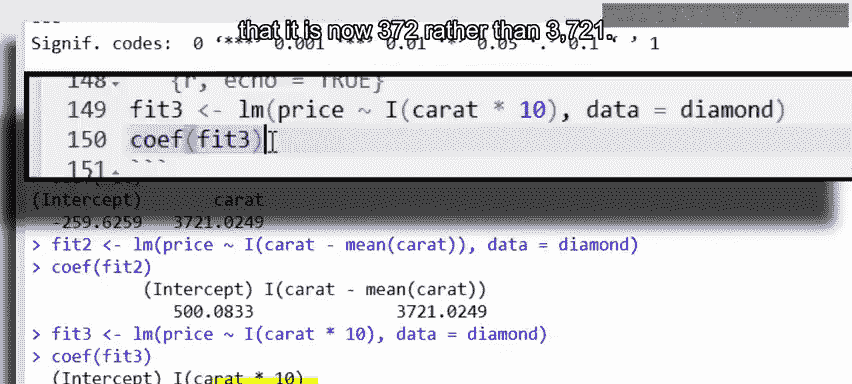 that it is now 372 rather than 3,721.
Signif. codes:  0 ‘***’ 0.001 ‘**’ 0.01 ‘*’ 0.05 ‘.’ 0.1 ‘ ’ 1
148 {r, echo = TRUE}
149 fit3 <- lm(price ~ I(carat * 10), data = diamond)
150 coef(fit3)
151 ```
(Intercept) carat
-259.6259 3721.0249
> fit2 <- lm(price ~ I(carat - mean(carat)), data = diamond)
> coef(fit2)
(Intercept) I(carat - mean(carat))
500.0833 3721.0249
> fit3 <- lm(price ~ I(carat * 10), data = diamond)
> coef(fit3)
(Intercept) I(carat * 10)